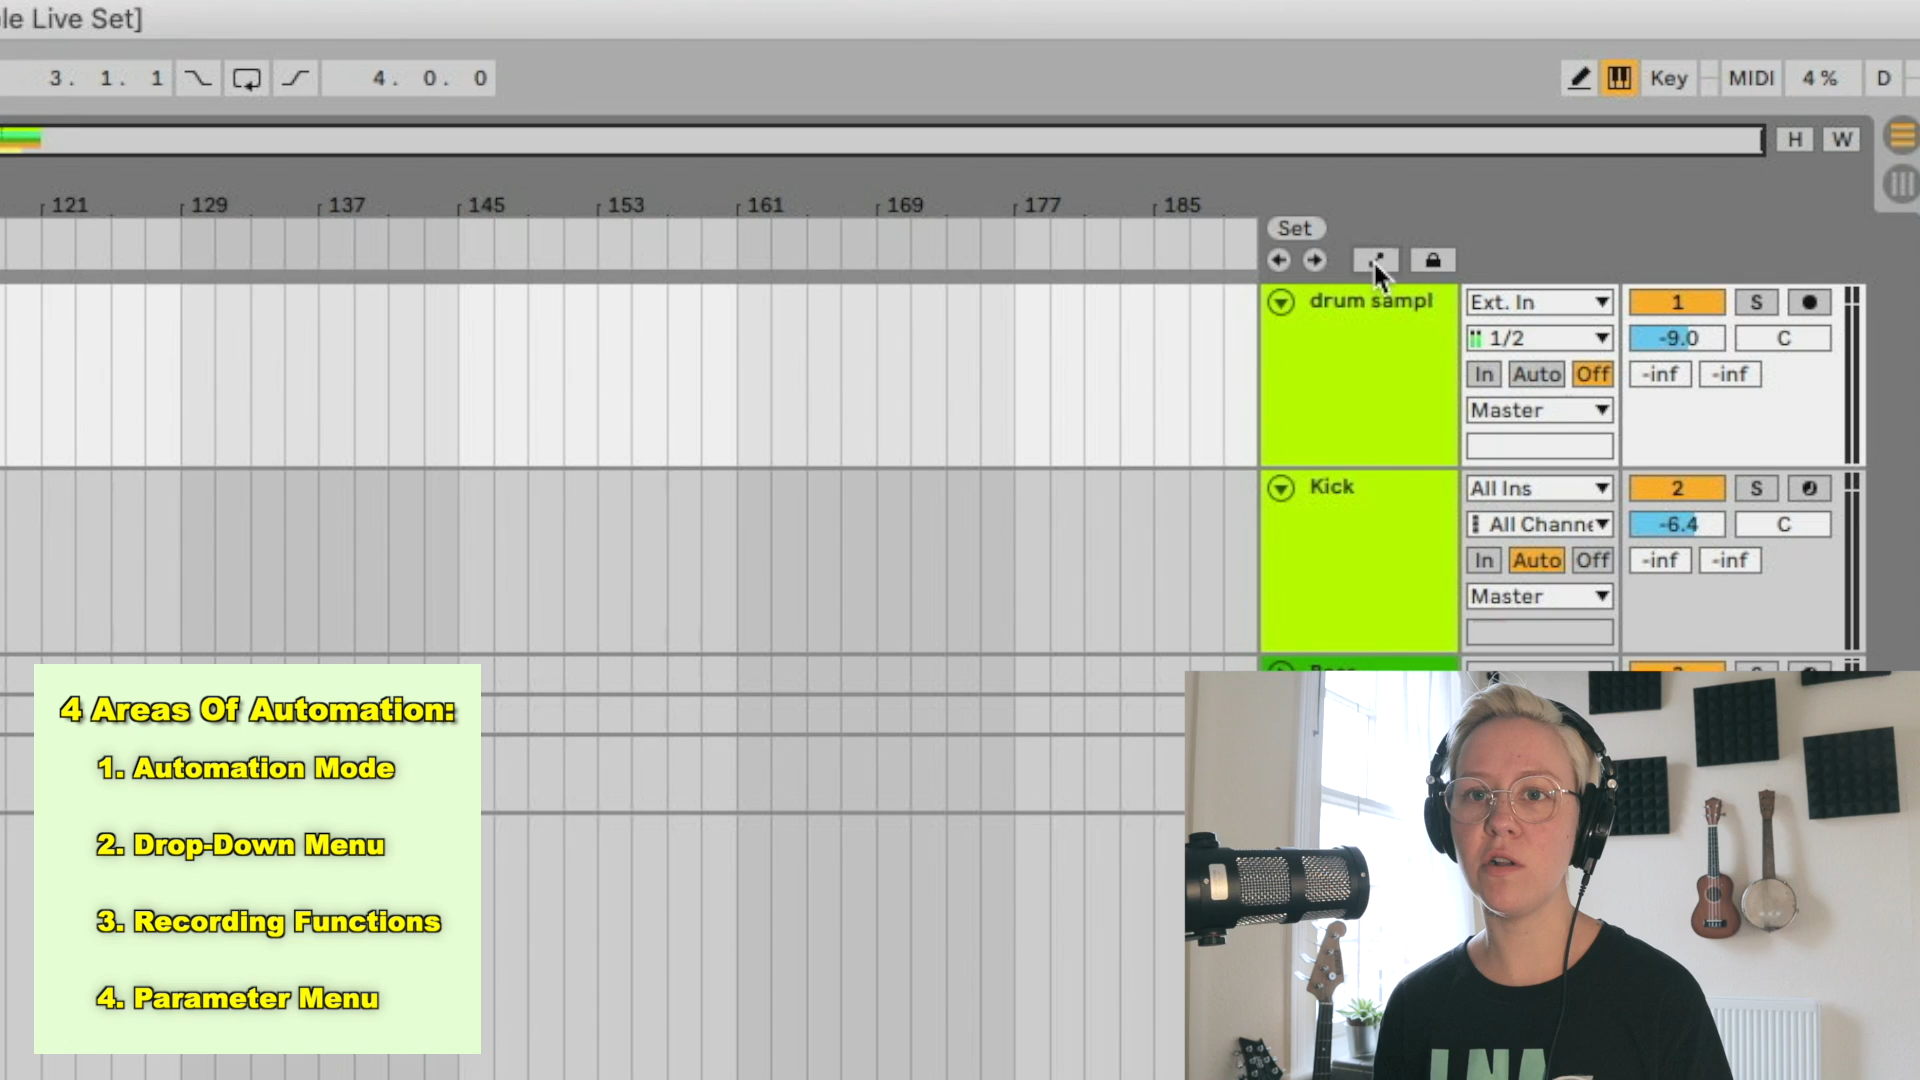 le Live Set]
3. 1. 1
4. 0. 0
Key
MIDI
4 %
D
H
W
121
129
137
145
153
161
169
177
185
Set
drum sampl
Ext. In
1
S
1/2
-9.0
C
In
Auto
Off
-inf
-inf
Master
Kick
All Ins
2
S
All Channe
-6.4
C
In
Auto
Off
-inf
-inf
Master
4 Areas Of Automation:
1. Automation Mode
2. Drop-Down Menu
3. Recording Functions
4. Parameter Menu